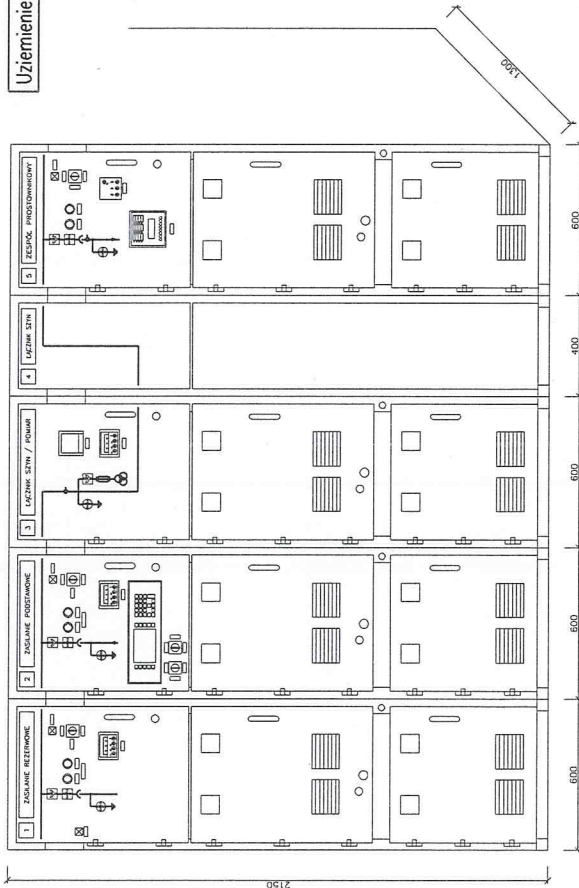 Uziemienie
1 ZASILANIE REZERWOWE
2 ZASILANIE PODSTAWOWE
3 ŁĄCZNIK SZYN / POMIAR
4 ŁĄCZNIK SZYN
5 ZESPÓŁ PROSTOWNIKOWY
2150
600
600
600
400
600
1300